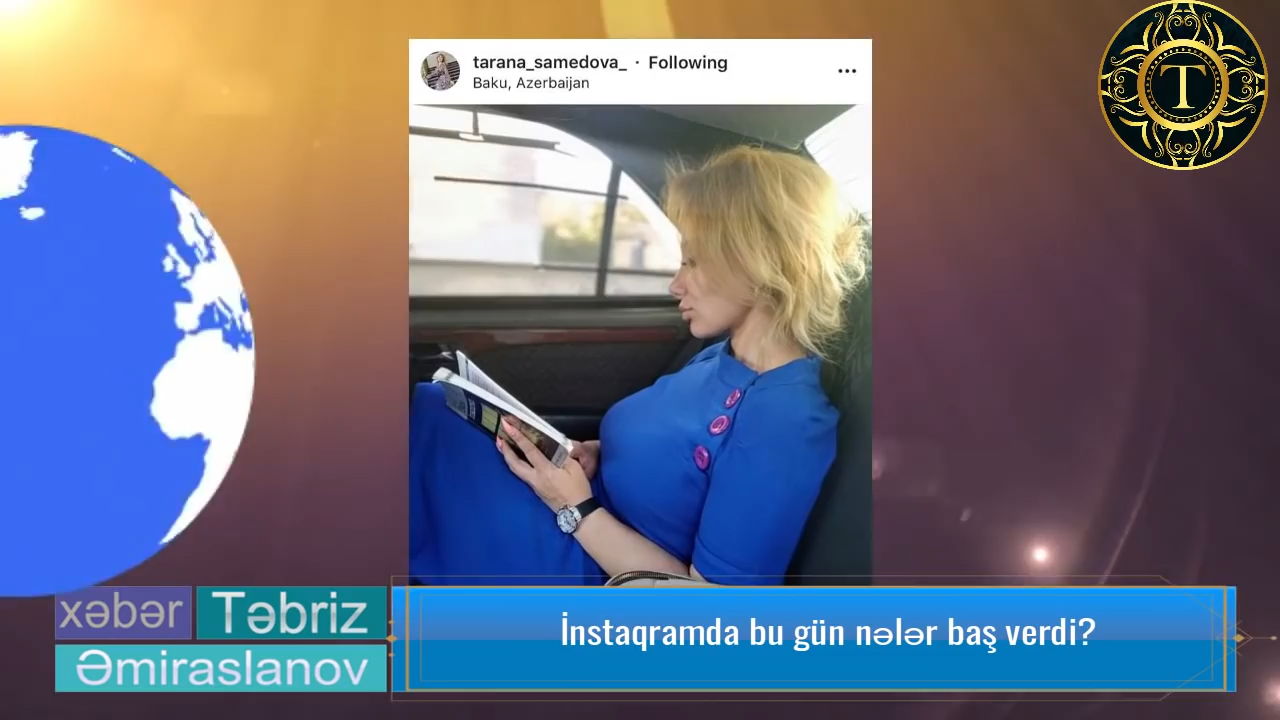 T
tarana_samedova_ · Following
Baku, Azerbaijan
xəbər
Təbriz
Əmiraslanov
İnstaqramda bu gün nələr baş verdi?